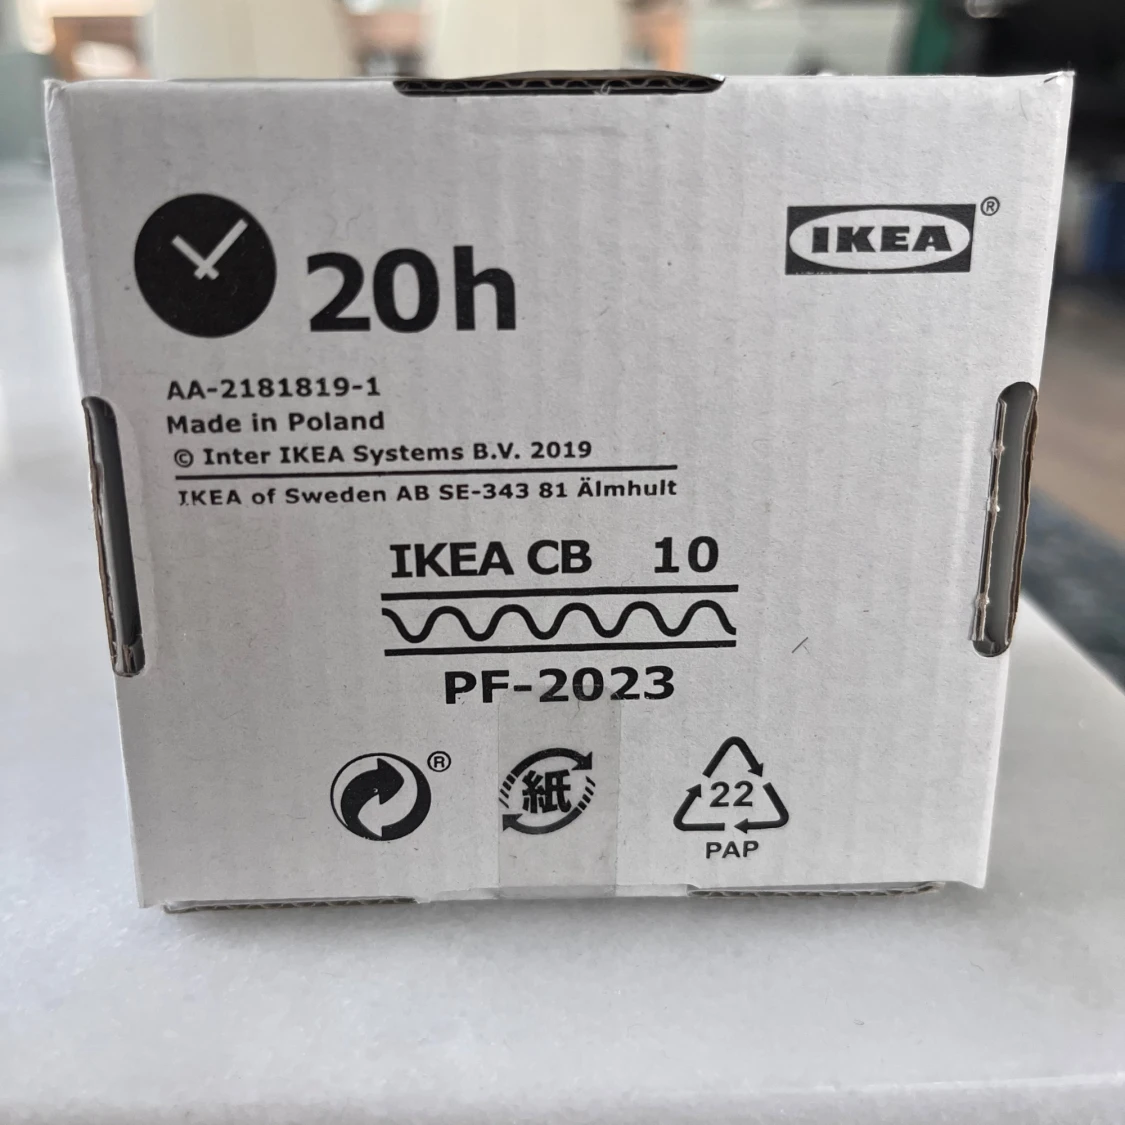 20h
IKEA®
AA-2181819-1
Made in Poland
© Inter IKEA Systems B.V. 2019
IKEA of Sweden AB SE-343 81 Älmhult
IKEA CB 10
PF-2023
®
紙
22
PAP